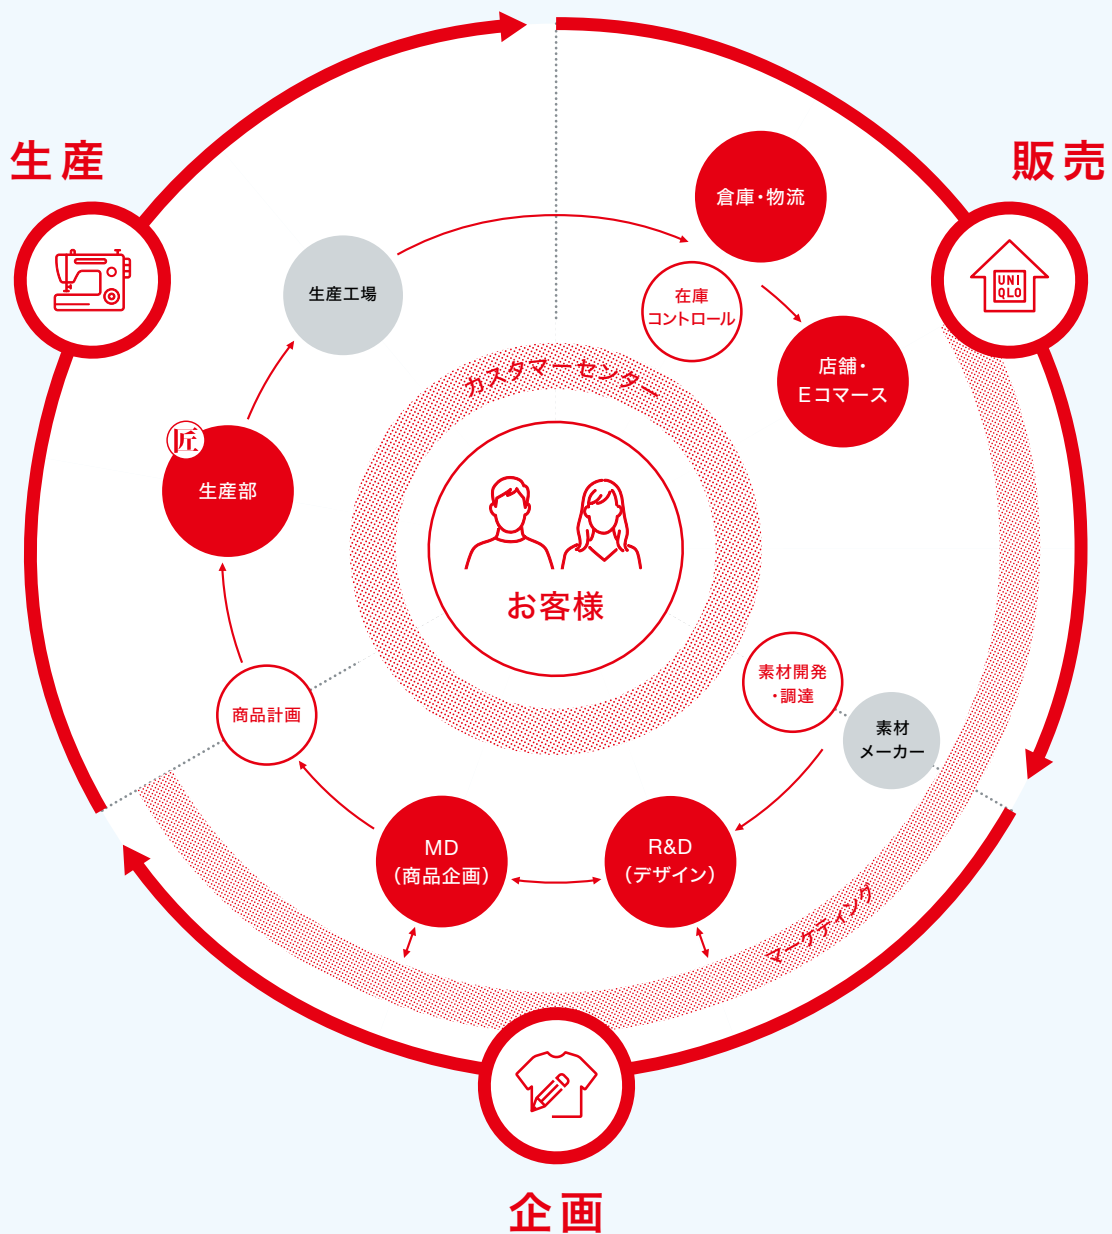 生産
販売
倉庫・物流
生産工場
在庫
コントロール
UNI
QLO
カスタマーセンター
店舗・
Eコマース
匠
生産部
お客様
素材開発
・調達
商品計画
素材
メーカー
MD
（商品企画）
R&D
（デザイン）
マーケティング
企画